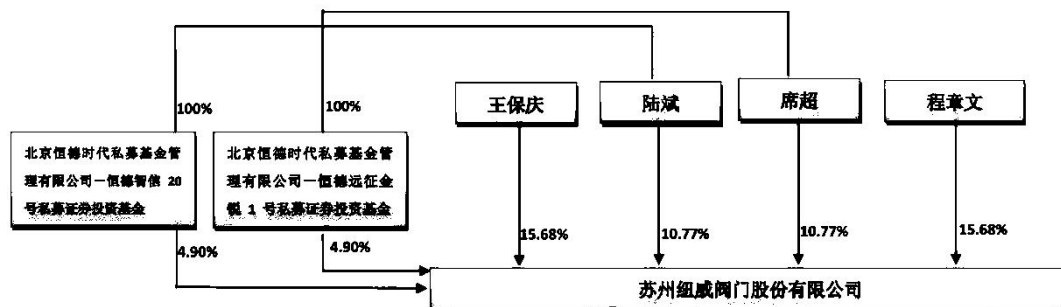 100%
100%
王保庆
陆斌
席超
程章文
北京恒德时代私募基金管
理有限公司－恒德智信 20
号私募证券投资基金
北京恒德时代私募基金管
理有限公司－恒德远征金
锐 1 号私募证券投资基金
4.90%
4.90%
15.68%
10.77%
10.77%
15.68%
苏州纽威阀门股份有限公司